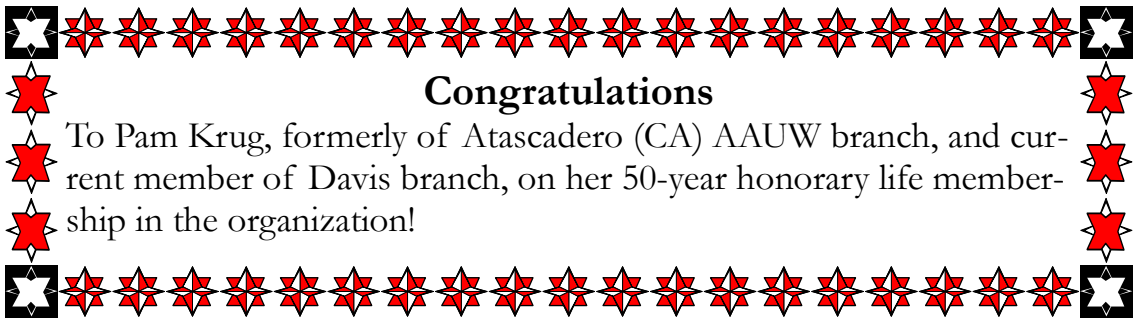 Congratulations
To Pam Krug, formerly of Atascadero (CA) AAUW branch, and cur-
rent member of Davis branch, on her 50-year honorary life member-
ship in the organization!